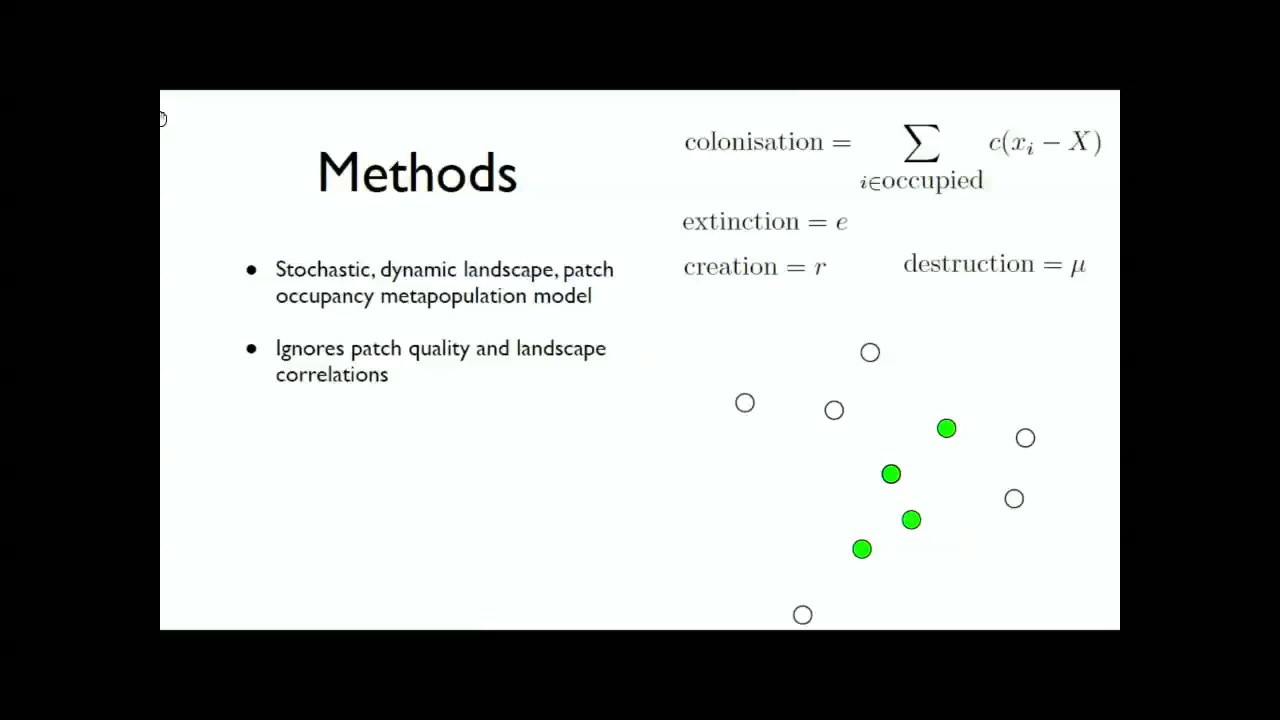 Methods
● Stochastic, dynamic landscape, patch
occupancy metapopulation model
● Ignores patch quality and landscape
correlations
colonisation = ∑ c(xᵢ − X)
i∈occupied
extinction = e
creation = r destruction = μ